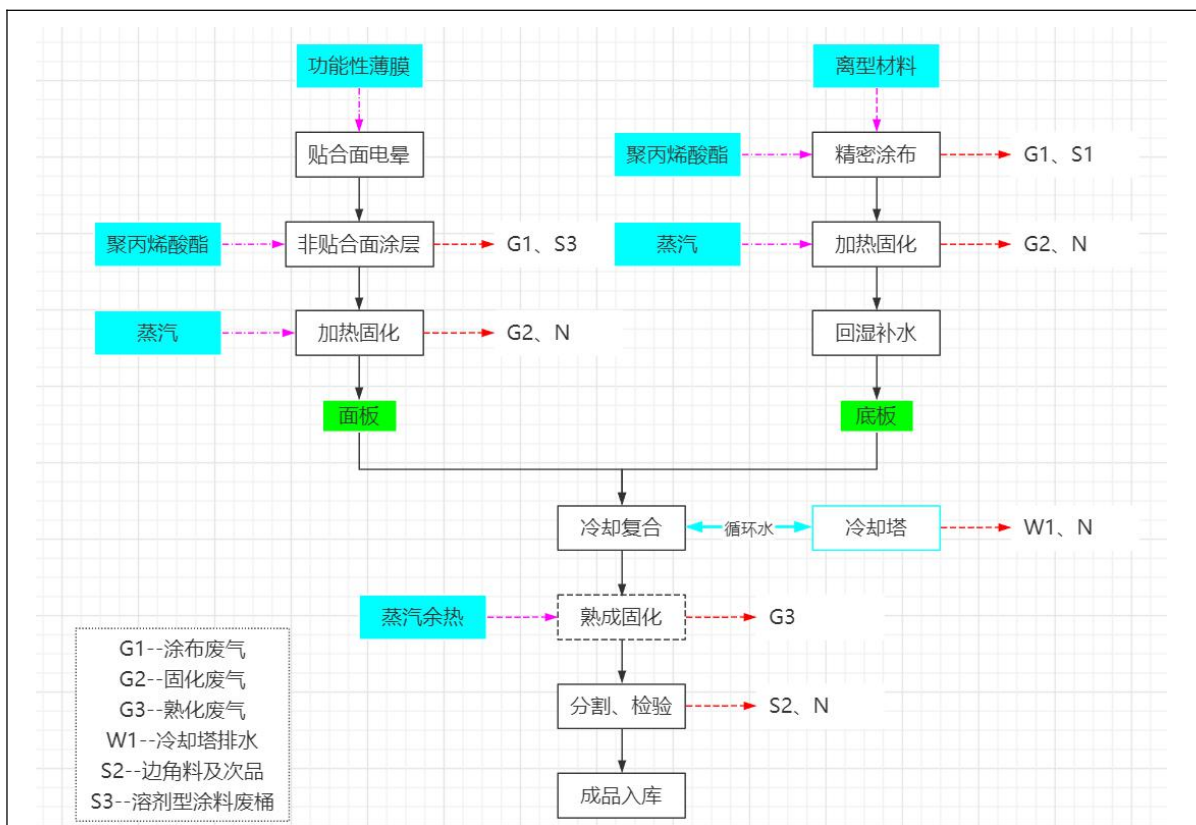 功能性薄膜
离型材料
贴合面电晕
聚丙烯酸酯
精密涂布
G1、S1
聚丙烯酸酯
非贴合面涂层
G1、S3
蒸汽
加热固化
G2、N
蒸汽
加热固化
G2、N
回湿补水
面板
底板
冷却复合
循环水
冷却塔
W1、N
蒸汽余热
熟成固化
G3
分割、检验
S2、N
成品入库
G1--涂布废气
G2--固化废气
G3--熟化废气
W1--冷却塔排水
S2--边角料及次品
S3--溶剂型涂料废桶